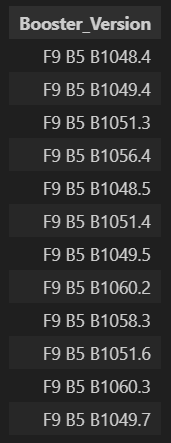 Booster_Version
F9 B5 B1048.4
F9 B5 B1049.4
F9 B5 B1051.3
F9 B5 B1056.4
F9 B5 B1048.5
F9 B5 B1051.4
F9 B5 B1049.5
F9 B5 B1060.2
F9 B5 B1058.3
F9 B5 B1051.6
F9 B5 B1060.3
F9 B5 B1049.7